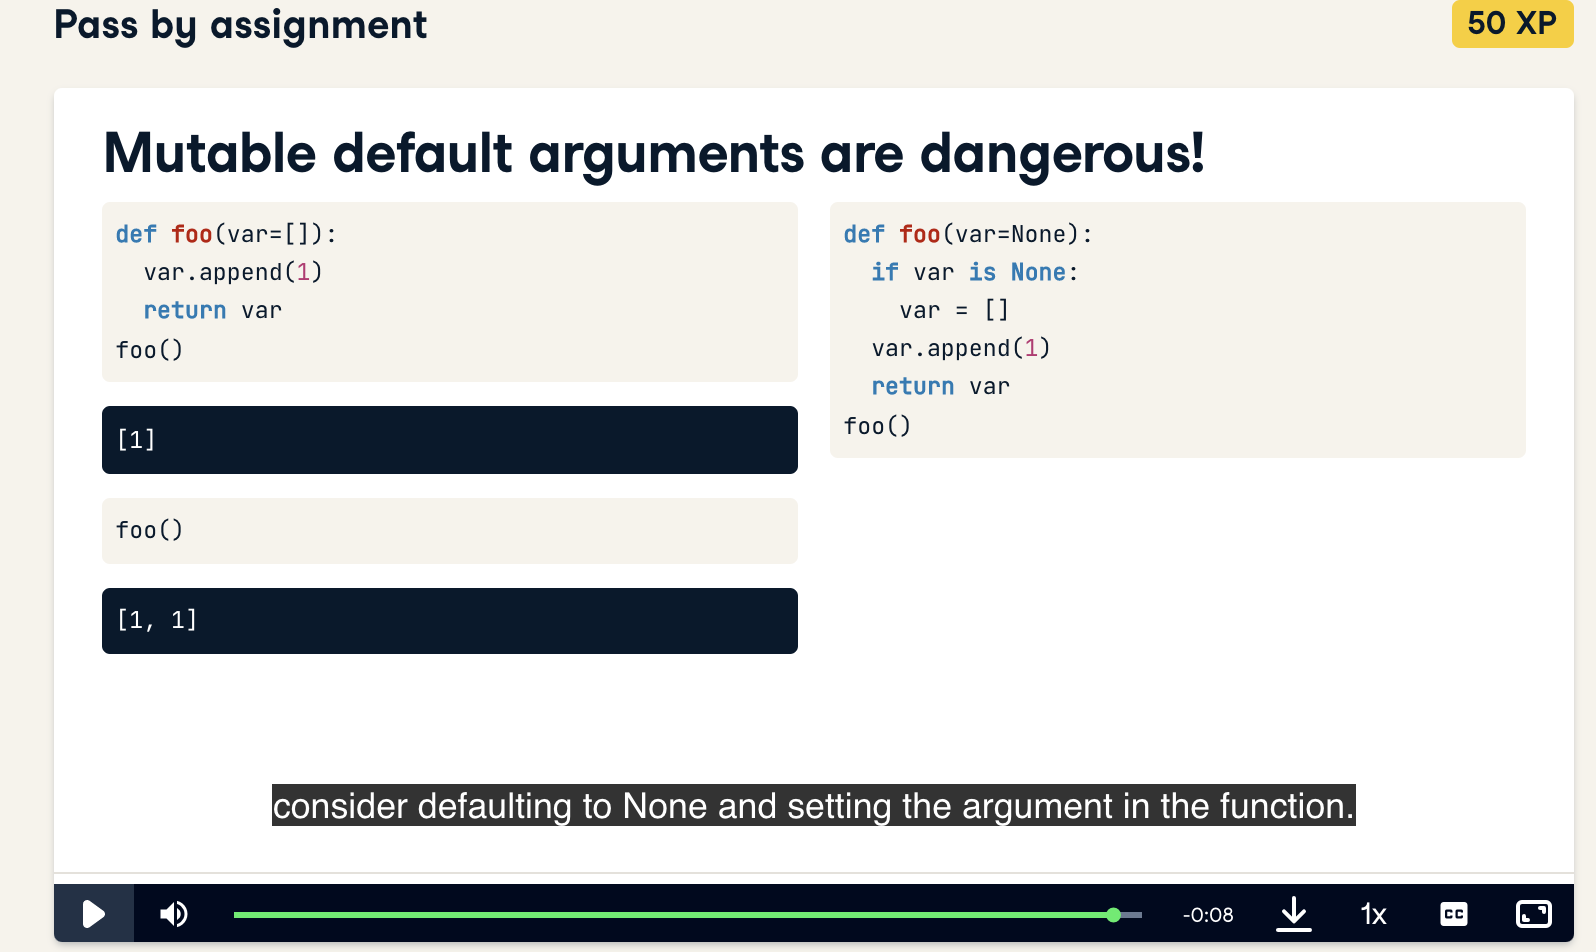 Pass by assignment
50 XP
Mutable default arguments are dangerous!
def foo(var=[]):
  var.append(1)
  return var
foo()
[1]
foo()
[1, 1]
def foo(var=None):
  if var is None:
    var = []
  var.append(1)
  return var
foo()
consider defaulting to None and setting the argument in the function.
-0:08
1x
CC